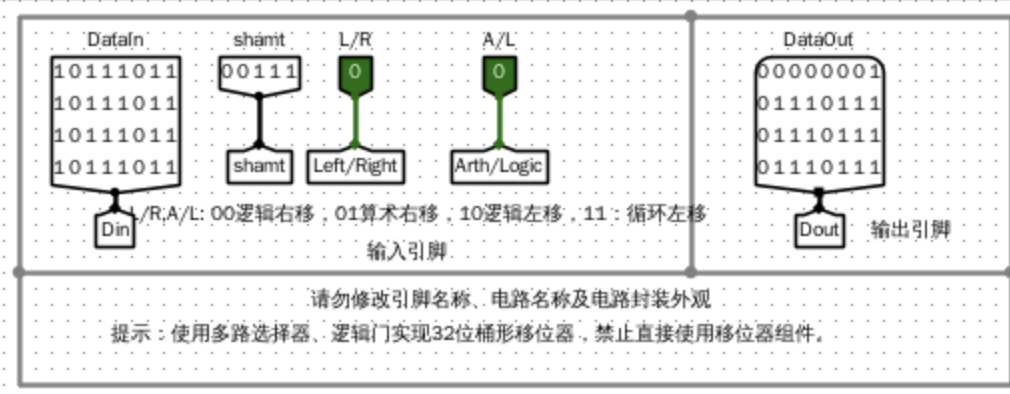 DataIn shamt L/R A/L DataOut
10111011 00111 0 0 00000001
10111011 01110111
10111011 01110111
10111011 01110111
shamt Left/Right Arth/Logic
L/R,A/L: 00逻辑右移，01算术右移，10逻辑左移，11：循环左移
Din Dout 输出引脚
输入引脚
请勿修改引脚名称、电路名称及电路封装外观
提示：使用多路选择器、逻辑门实现32位桶形移位器，禁止直接使用移位器组件。